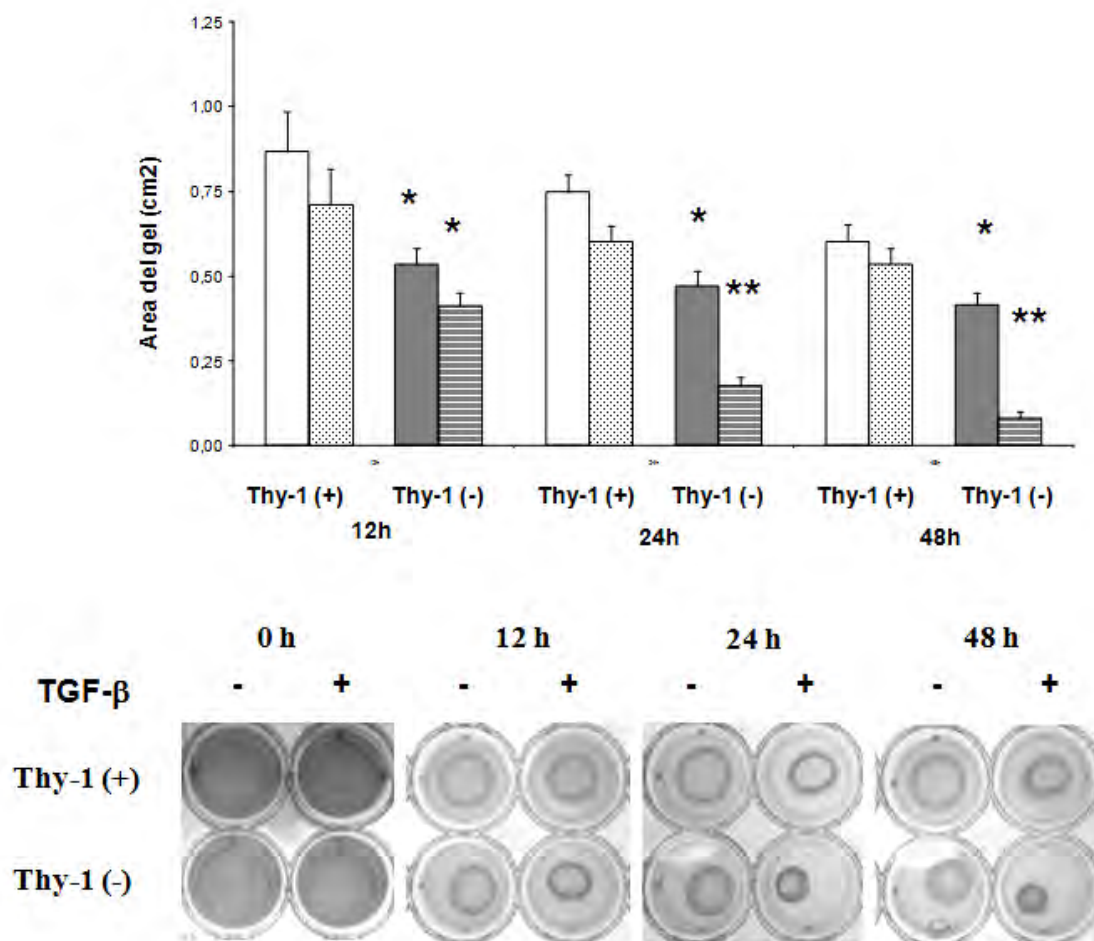 1,25
1,00
0,75
0,50
0,25
0,00
Area del gel (cm2)
* * * ** * **
Thy-1 (+) Thy-1 (-) Thy-1 (+) Thy-1 (-) Thy-1 (+) Thy-1 (-)
12h 24h 48h
0 h 12 h 24 h 48 h
TGF-β - + - + - + - +
Thy-1 (+)
Thy-1 (-)